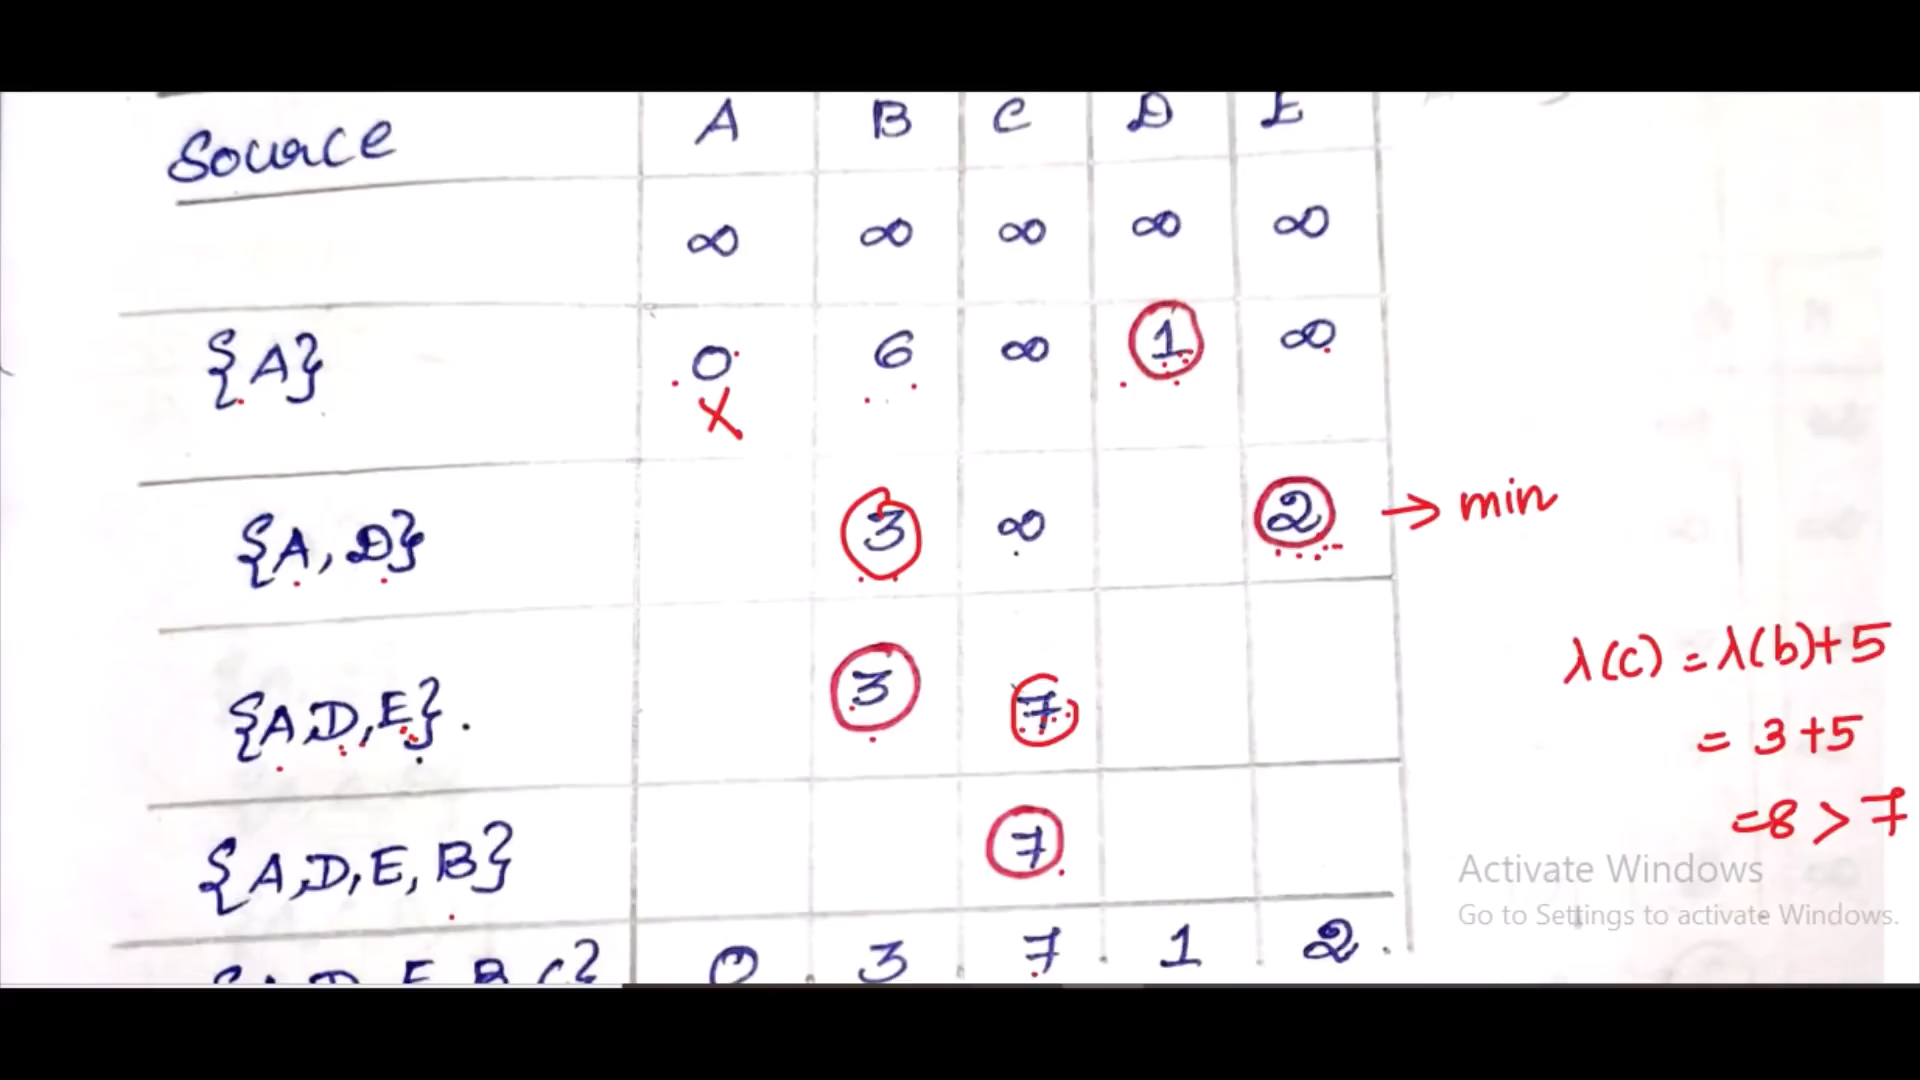 Source A B C D E
∞ ∞ ∞ ∞ ∞
{A} 0 6 ∞ 1 ∞
X
{A, D} 3 ∞ 2 → min
{A,D,E}. 3 7
λ(c) = λ(b)+5
= 3+5
=8 > 7
{A,D,E,B} 7
Activate Windows
Go to Settings to activate Windows.
{A,D,E,B,C} 0 3 7 1 2.